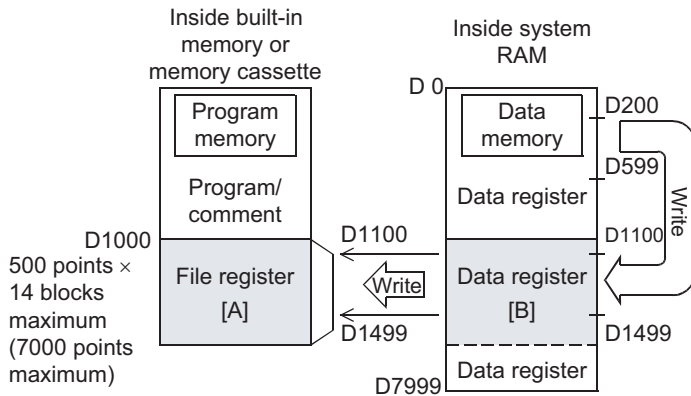 Inside built-in
memory or
memory cassette
Program
memory
Program/
comment
D1000
500 points ×
14 blocks
maximum
(7000 points
maximum)
File register
[A]
D1100
Write
D1499
Inside system
RAM
D 0
Data
memory
Data register
Data register
[B]
Data register
D7999
D200
D599
D1100
D1499
Write